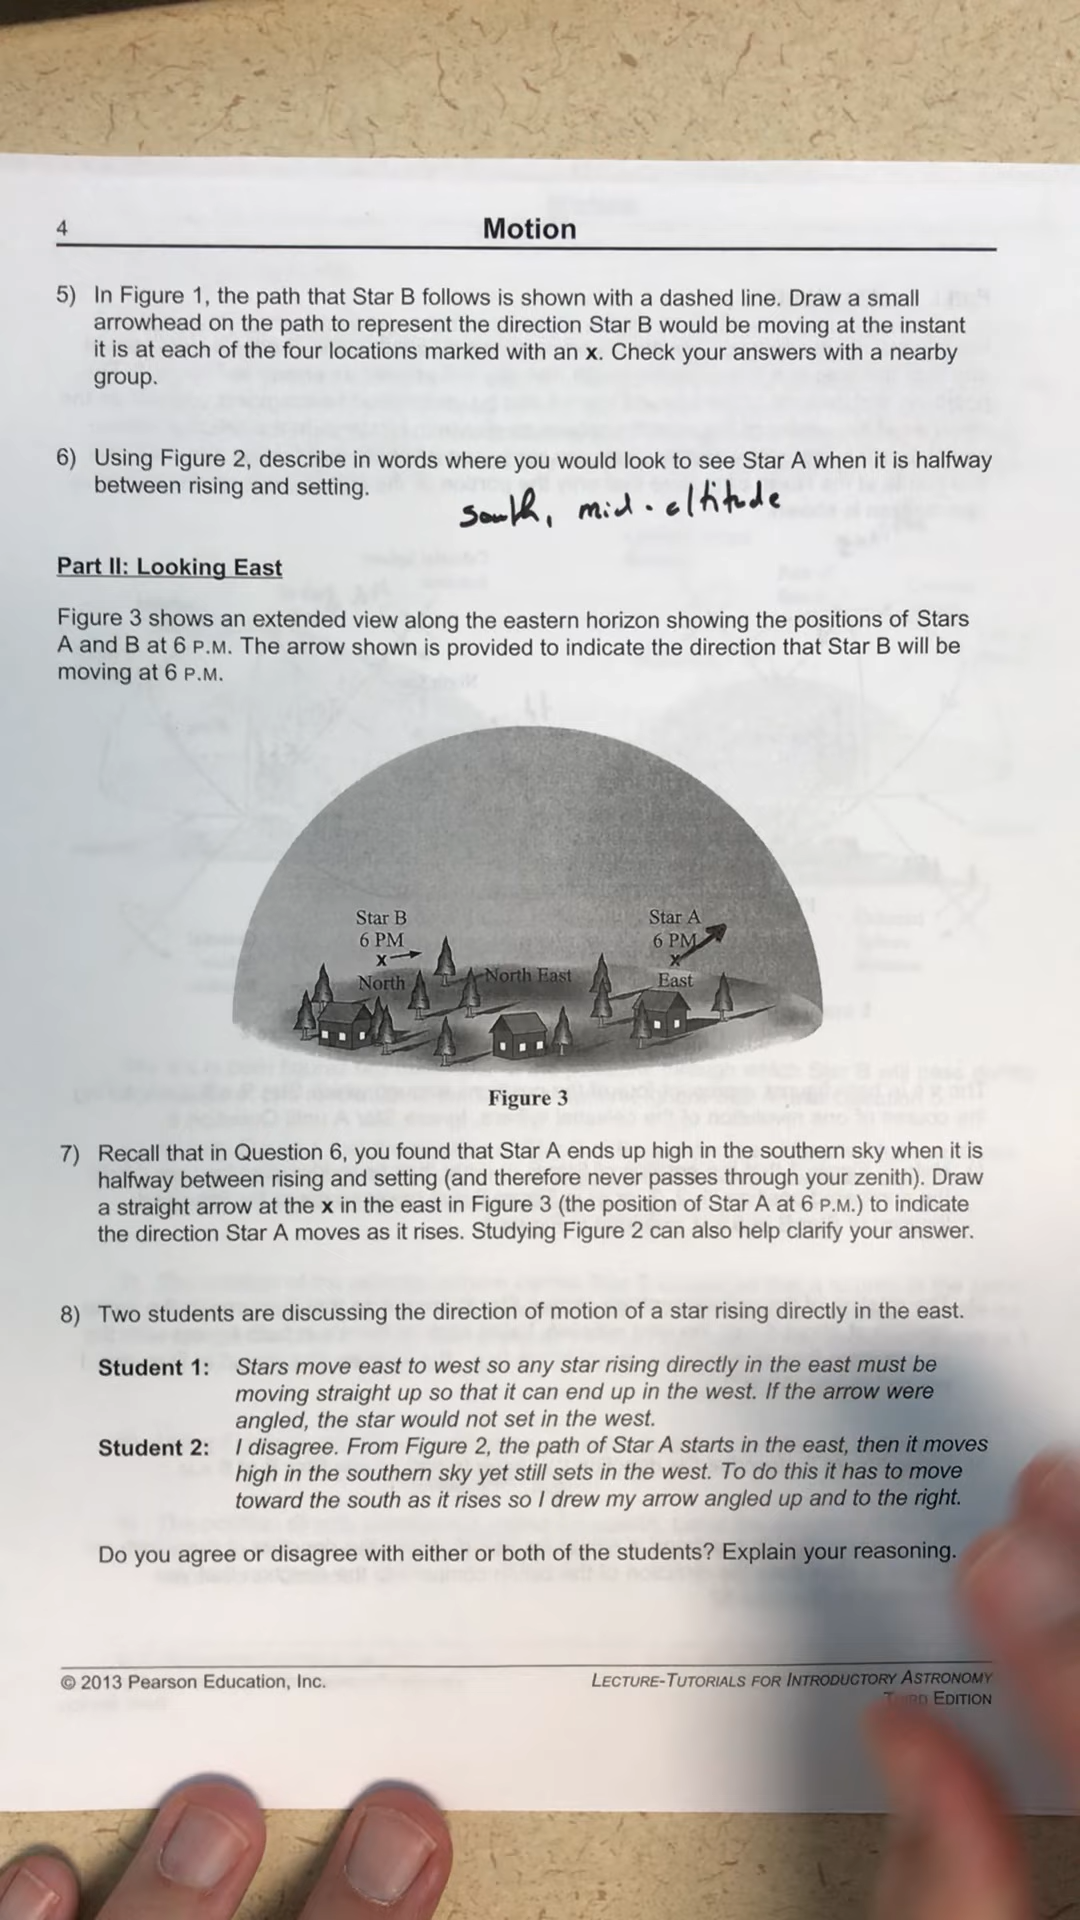 4
Motion
5) In Figure 1, the path that Star B follows is shown with a dashed line. Draw a small
arrowhead on the path to represent the direction Star B would be moving at the instant
it is at each of the four locations marked with an x. Check your answers with a nearby
group.
6) Using Figure 2, describe in words where you would look to see Star A when it is halfway
between rising and setting.
south, mid-altitude
Part II: Looking East
Figure 3 shows an extended view along the eastern horizon showing the positions of Stars
A and B at 6 P.M. The arrow shown is provided to indicate the direction that Star B will be
moving at 6 P.M.
Star B
6 PM
x
North
North East
Star A
6 PM
x
East
Figure 3
7) Recall that in Question 6, you found that Star A ends up high in the southern sky when it is
halfway between rising and setting (and therefore never passes through your zenith). Draw
a straight arrow at the x in the east in Figure 3 (the position of Star A at 6 P.M.) to indicate
the direction Star A moves as it rises. Studying Figure 2 can also help clarify your answer.
8) Two students are discussing the direction of motion of a star rising directly in the east.
Student 1: Stars move east to west so any star rising directly in the east must be
moving straight up so that it can end up in the west. If the arrow were
angled, the star would not set in the west.
Student 2: I disagree. From Figure 2, the path of Star A starts in the east, then it moves
high in the southern sky yet still sets in the west. To do this it has to move
toward the south as it rises so I drew my arrow angled up and to the right.
Do you agree or disagree with either or both of the students? Explain your reasoning.
© 2013 Pearson Education, Inc.
LECTURE-TUTORIALS FOR INTRODUCTORY ASTRONOMY
THIRD EDITION